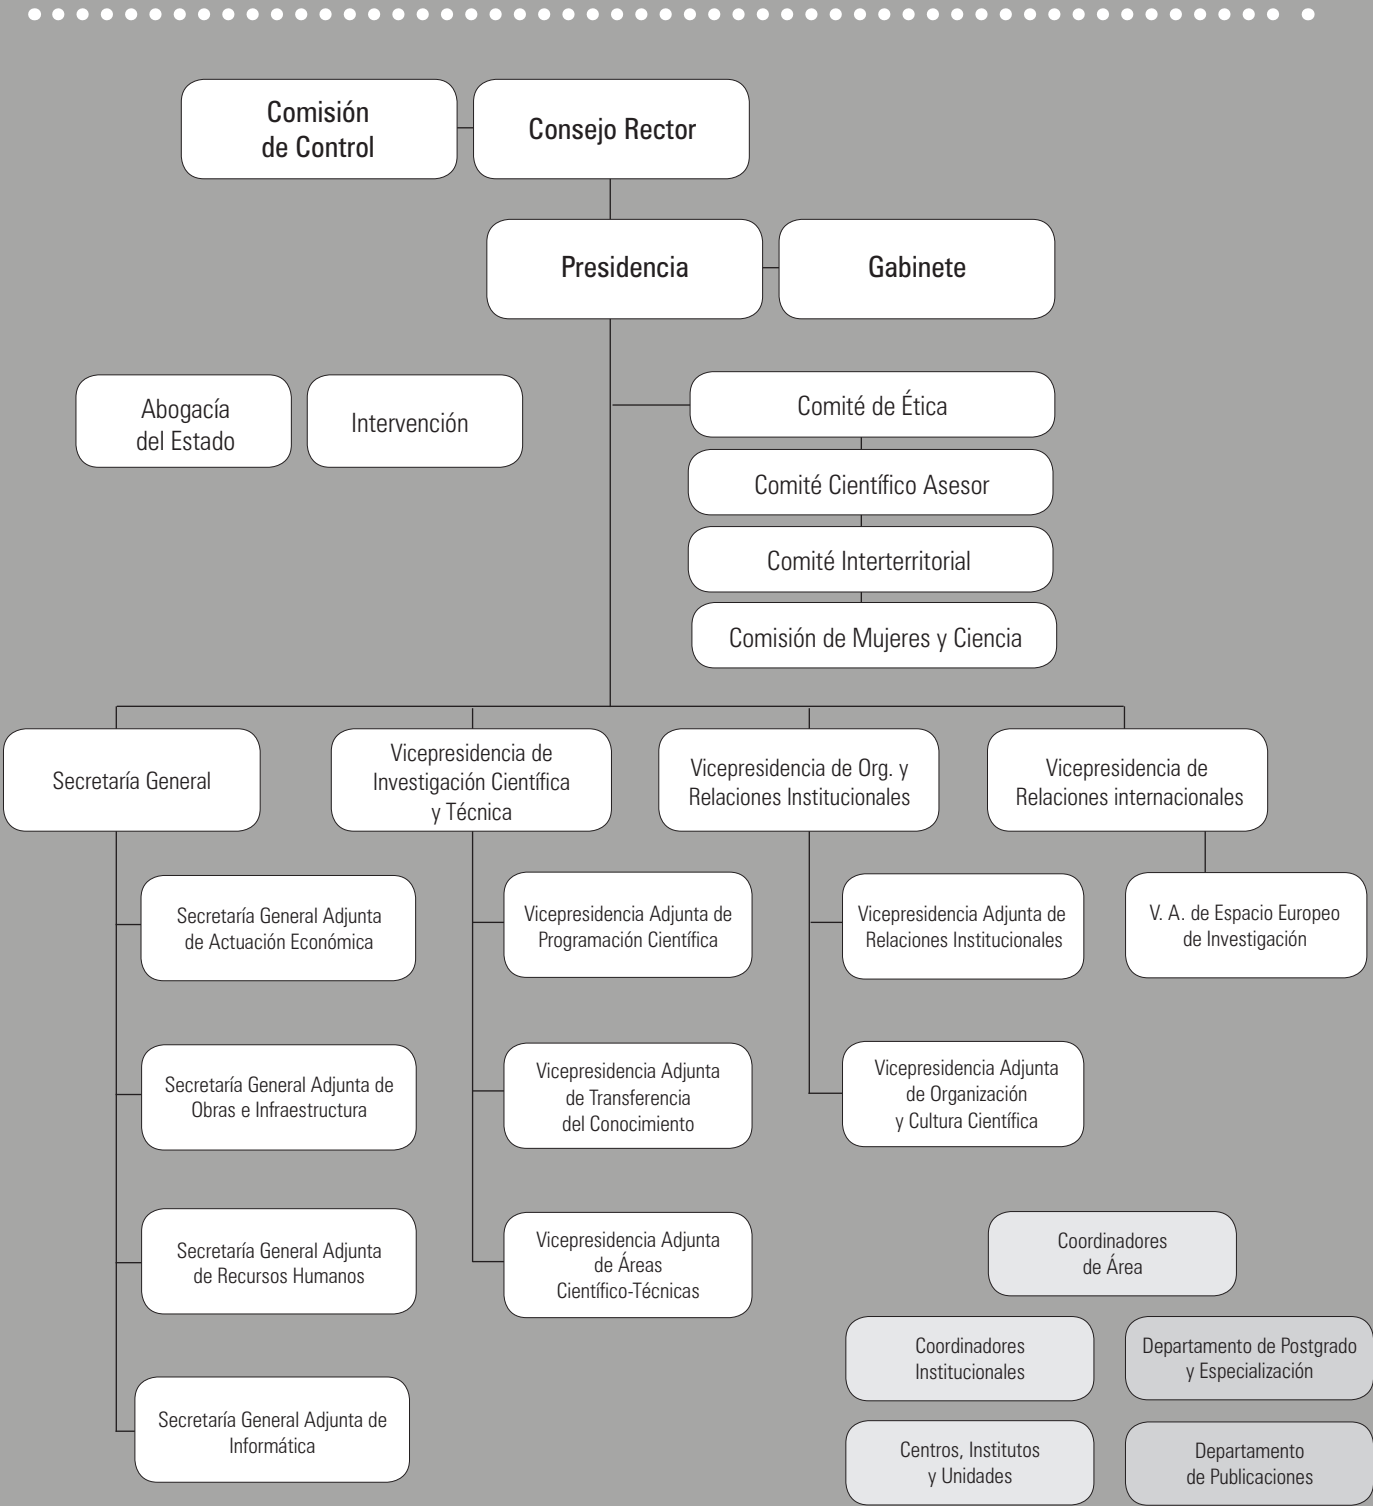 Comisión
de Control
Consejo Rector
Presidencia
Gabinete
Abogacía
del Estado
Intervención
Comité de Ética
Comité Científico Asesor
Comité Interterritorial
Comisión de Mujeres y Ciencia
Secretaría General
Vicepresidencia de
Investigación Científica
y Técnica
Vicepresidencia de Org. y
Relaciones Institucionales
Vicepresidencia de
Relaciones internacionales
Secretaría General Adjunta
de Actuación Económica
Vicepresidencia Adjunta de
Programación Científica
Vicepresidencia Adjunta de
Relaciones Institucionales
V. A. de Espacio Europeo
de Investigación
Secretaría General Adjunta de
Obras e Infraestructura
Vicepresidencia Adjunta
de Transferencia
del Conocimiento
Vicepresidencia Adjunta
de Organización
y Cultura Científica
Secretaría General Adjunta
de Recursos Humanos
Vicepresidencia Adjunta
de Áreas
Científico-Técnicas
Coordinadores
de Área
Coordinadores
Institucionales
Departamento de Postgrado
y Especialización
Secretaría General Adjunta de
Informática
Centros, Institutos
y Unidades
Departamento
de Publicaciones